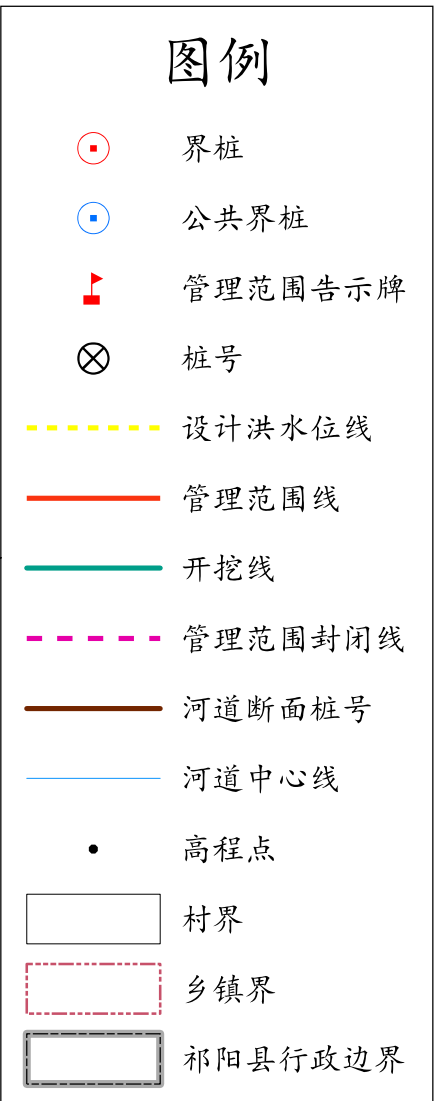 图例
界桩
公共界桩
管理范围告示牌
桩号
设计洪水位线
管理范围线
开挖线
管理范围封闭线
河道断面桩号
河道中心线
高程点
村界
乡镇界
祁阳县行政边界